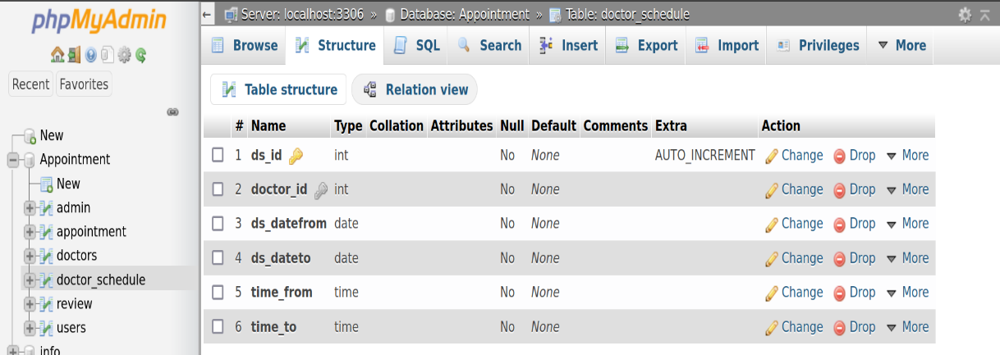 phpMyAdmin
Recent Favorites
New
Appointment
New
admin
appointment
doctors
doctor_schedule
review
users
info
← Server: localhost:3306 » Database: Appointment » Table: doctor_schedule
Browse Structure SQL Search Insert Export Import Privileges More
Table structure Relation view
# Name Type Collation Attributes Null Default Comments Extra Action
1 ds_id int No None AUTO_INCREMENT Change Drop More
2 doctor_id int No None Change Drop More
3 ds_datefrom date No None Change Drop More
4 ds_dateto date No None Change Drop More
5 time_from time No None Change Drop More
6 time_to time No None Change Drop More